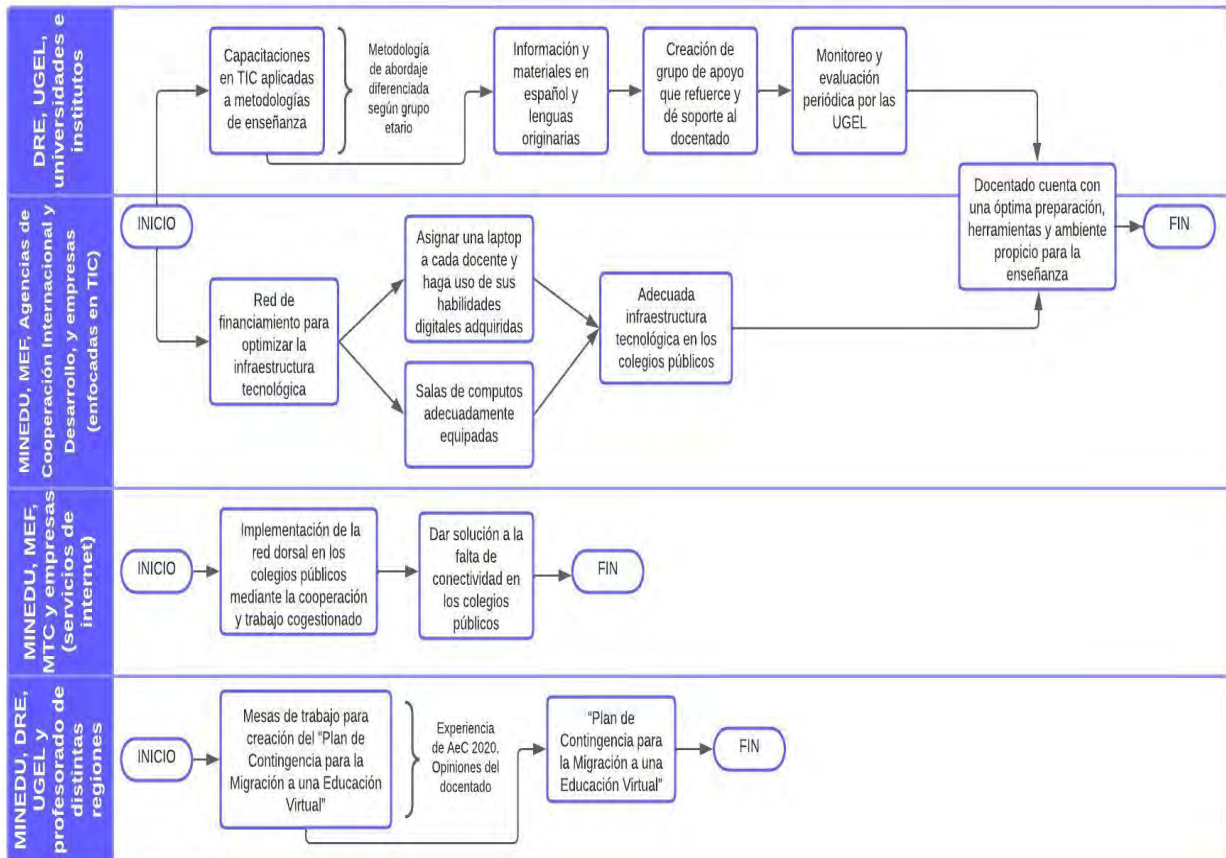 DRE, UGEL,
universidades e
institutos
Capacitaciones
en TIC aplicadas
a metodologías
de enseñanza
Metodología
de abordaje
diferenciada
según grupo
etario
Información y
materiales en
español y
lenguas
originarias
Creación de
grupo de apoyo
que refuerce y
dé soporte al
docentado
Monitoreo y
evaluación
periódica por las
UGEL
MINEDU, MEF, Agencias de
Cooperación Internacional y
Desarrollo, y empresas
(enfocadas en TIC)
INICIO
Red de
financiamiento para
optimizar la
infraestructura
tecnológica
Asignar una laptop
a cada docente y
haga uso de sus
habilidades
digitales adquiridas
Salas de computos
adecuadamente
equipadas
Adecuada
infraestructura
tecnológica en los
colegios públicos
Docentado cuenta con
una óptima preparación,
herramientas y ambiente
propicio para la
enseñanza
FIN
MINEDU, MEF,
MTC y empresas
(servicios de
internet)
INICIO
Implementación de la
red dorsal en los
colegios públicos
mediante la cooperación
y trabajo cogestionado
Dar solución a la
falta de
conectividad en
los colegios
públicos
FIN
MINEDU, DRE,
UGEL y
profesorado de
distintas
regiones
INICIO
Mesas de trabajo para
creación del "Plan de
Contingencia para la
Migración a una Educación
Virtual"
Experiencia
de AeC 2020.
Opiniones del
docentado
"Plan de
Contingencia para
la Migración a una
Educación Virtual"
FIN